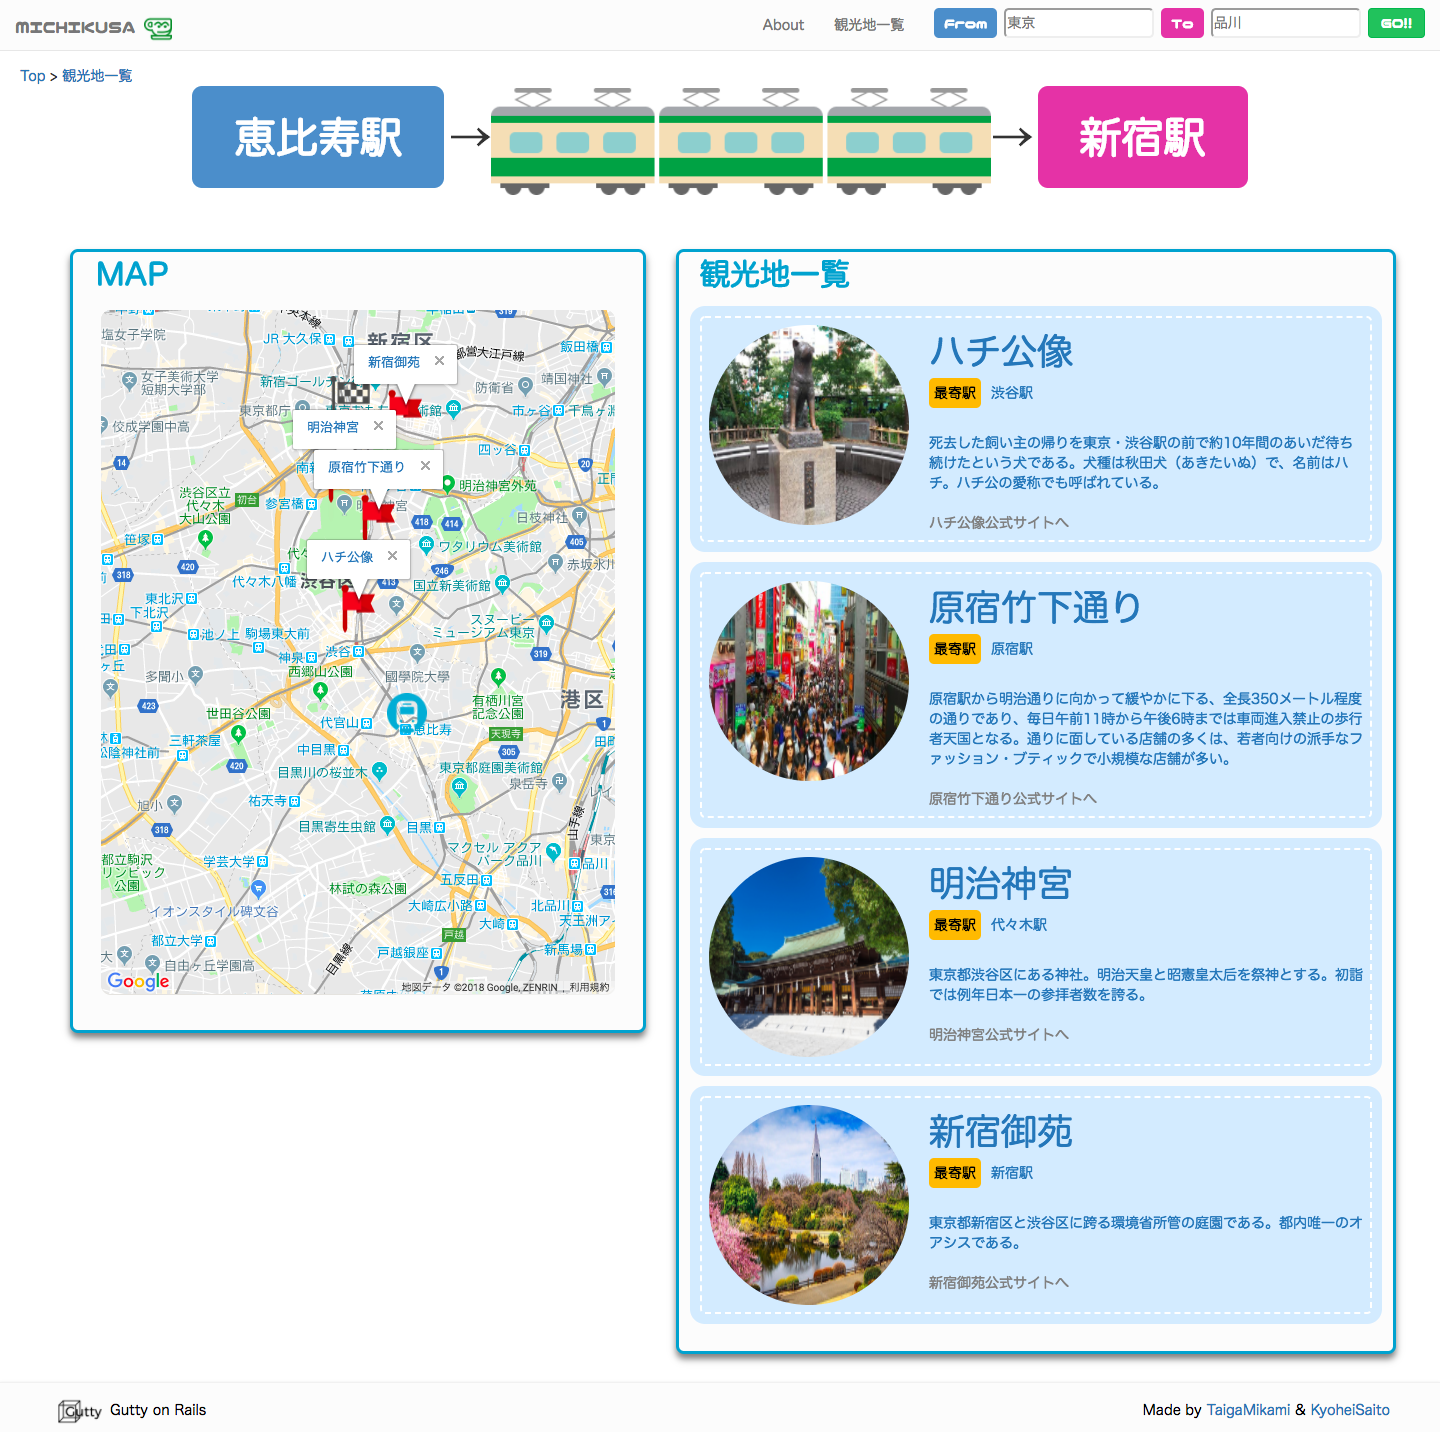 MICHIKUSA
About 観光地一覧 From 東京 To 品川 GO!!
Top > 観光地一覧
恵比寿駅
新宿駅
MAP
塩女子学院
JR 大久保
新宿区
都営大江戸線
飯田橋
319
新宿御苑
女子美術大学
短期大学部
防衛省
靖国神社
東京都庁
市ヶ谷
佼成学園中高
明治神宮
四ッ谷
14
原宿竹下通り
20
渋谷区立
代々木
大山公園
初台
参宮橋
明治神宮外苑
日枝神社
418
414
笹塚
ワタリウム美術館
405
318
420
246
代々木八幡
413
国立新美術館
赤坂氷川
ハチ公像
東北沢
下北沢
スヌーピー
ミュージアム東京
池ノ上
駒場東大前
神泉
渋谷
319
西郷山公園
國學院大學
多聞小
有栖川宮
記念公園
港区
423
世田谷公園
代官山
恵比寿
天現寺
1
三軒茶屋
中目黒
305
420
目黒川の桜並木
東京都庭園美術館
泉岳寺
旭小
祐天寺
318
目黒寄生虫館
目黒
山手線
都立駒沢
リンピック
公園
学芸大学
マクセル アクア
パーク品川
品川
林試の森公園
五反田
イオンスタイル碑文谷
大崎広小路
北品川
大崎
都立大学
戸越
戸越銀座
新馬場
自由ヶ丘学園高
目黒線
1
Google
地図データ ©2018 Google, ZENRIN
利用規約
観光地一覧
ハチ公像
最寄駅 渋谷駅
死去した飼い主の帰りを東京・渋谷駅の前で約10年間のあいだ待ち
続けたという犬である。犬種は秋田犬（あきたいぬ）で、名前はハ
チ。ハチ公の愛称でも呼ばれている。
ハチ公像公式サイトへ
原宿竹下通り
最寄駅 原宿駅
原宿駅から明治通りに向かって緩やかに下る、全長350メートル程度
の通りであり、毎日午前11時から午後6時までは車両進入禁止の歩行
者天国となる。通りに面している店舗の多くは、若者向けの派手なフ
ァッション・ブティックで小規模な店舗が多い。
原宿竹下通り公式サイトへ
明治神宮
最寄駅 代々木駅
東京都渋谷区にある神社。明治天皇と昭憲皇太后を祭神とする。初詣
では例年日本一の参拝者数を誇る。
明治神宮公式サイトへ
新宿御苑
最寄駅 新宿駅
東京都新宿区と渋谷区に跨る環境省所管の庭園である。都内唯一のオ
アシスである。
新宿御苑公式サイトへ
Gutty Gutty on Rails
Made by TaigaMikami & KyoheiSaito